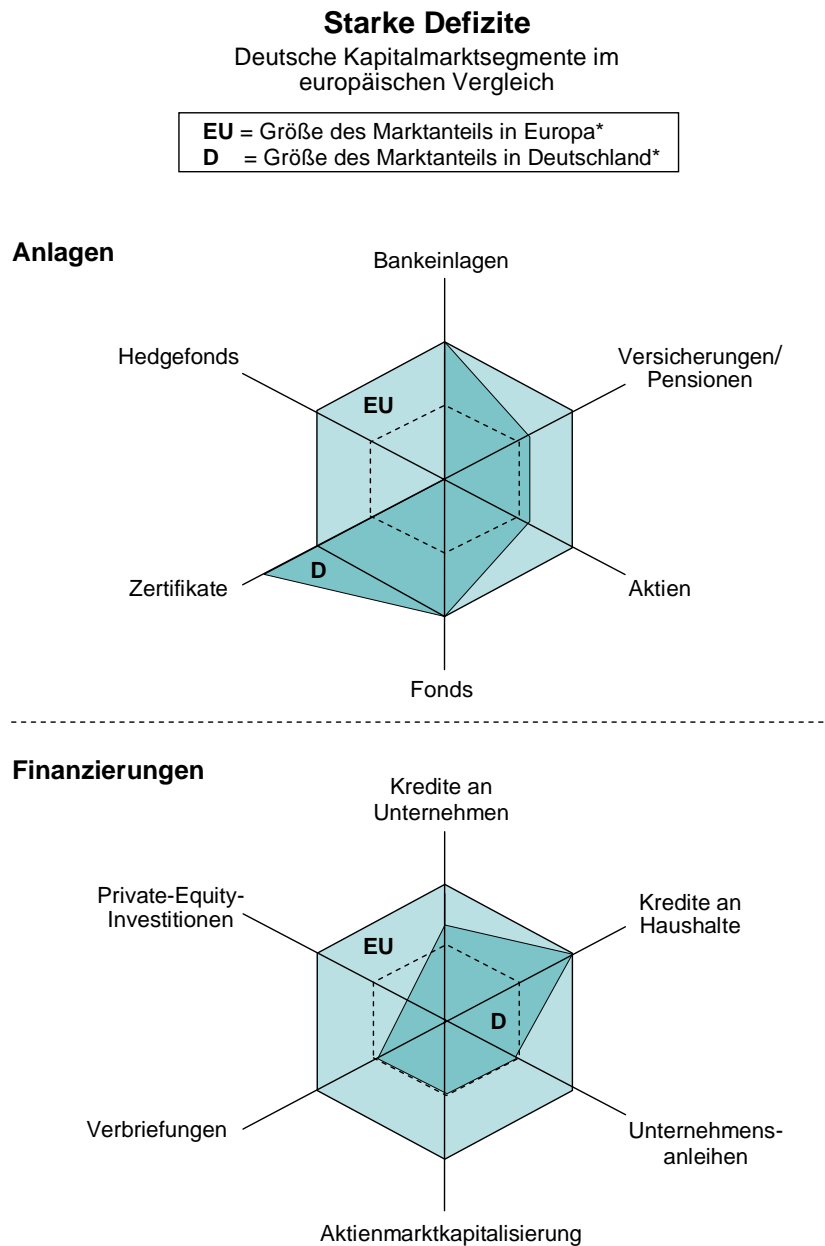 Starke Defizite
Deutsche Kapitalmarktsegmente im
europäischen Vergleich
EU = Größe des Marktanteils in Europa*
D = Größe des Marktanteils in Deutschland*
Anlagen
Bankeinlagen
Hedgefonds
Versicherungen/
Pensionen
EU
D
Zertifikate
Aktien
Fonds
Finanzierungen
Kredite an
Unternehmen
Private-Equity-
Investitionen
Kredite an
Haushalte
EU
D
Verbriefungen
Unternehmens-
anleihen
Aktienmarktkapitalisierung